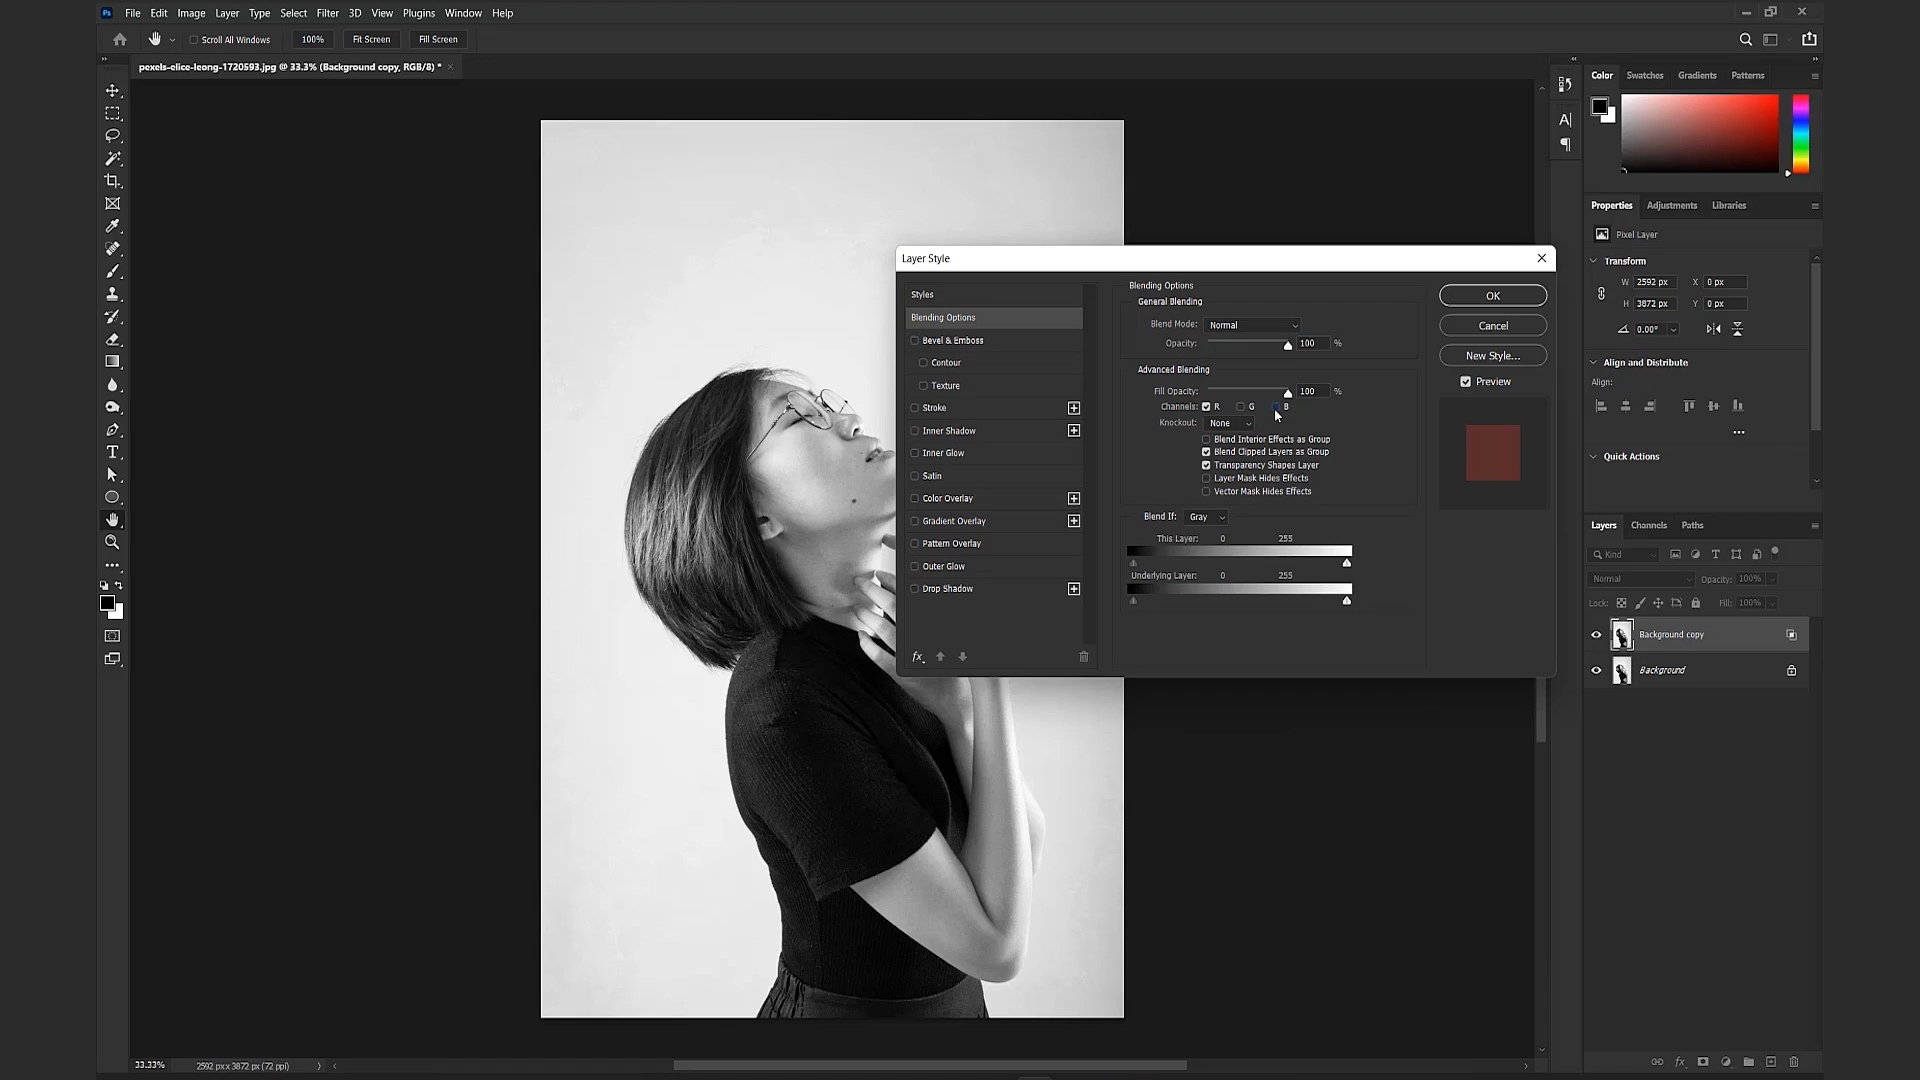 Ps File Edit Image Layer Type Select Filter 3D View Plugins Window Help
Scroll All Windows 100% Fit Screen Fill Screen
pexels-elice-leong-1720593.jpg @ 33.3% (Background copy, RGB/8) *
Color Swatches Gradients Patterns
Properties Adjustments Libraries
Pixel Layer
Transform
W 2592 px X 0 px
H 3872 px Y 0 px
0.00°
Align and Distribute
Align:
Quick Actions
Layer Style
Styles
Blending Options
Bevel & Emboss
Contour
Texture
Stroke
Inner Shadow
Inner Glow
Satin
Color Overlay
Gradient Overlay
Pattern Overlay
Outer Glow
Drop Shadow
fx
Blending Options
General Blending
Blend Mode: Normal
Opacity: 100 %
Advanced Blending
Fill Opacity: 100 %
Channels: R G B
Knockout: None
Blend Interior Effects as Group
Blend Clipped Layers as Group
Transparency Shapes Layer
Layer Mask Hides Effects
Vector Mask Hides Effects
Blend If: Gray
This Layer: 0 255
Underlying Layer: 0 255
OK
Cancel
New Style...
Preview
Layers Channels Paths
Kind
Normal Opacity: 100%
Lock: Fill: 100%
Background copy
Background
fx
33.33% 2592 px x 3872 px (72 ppi)